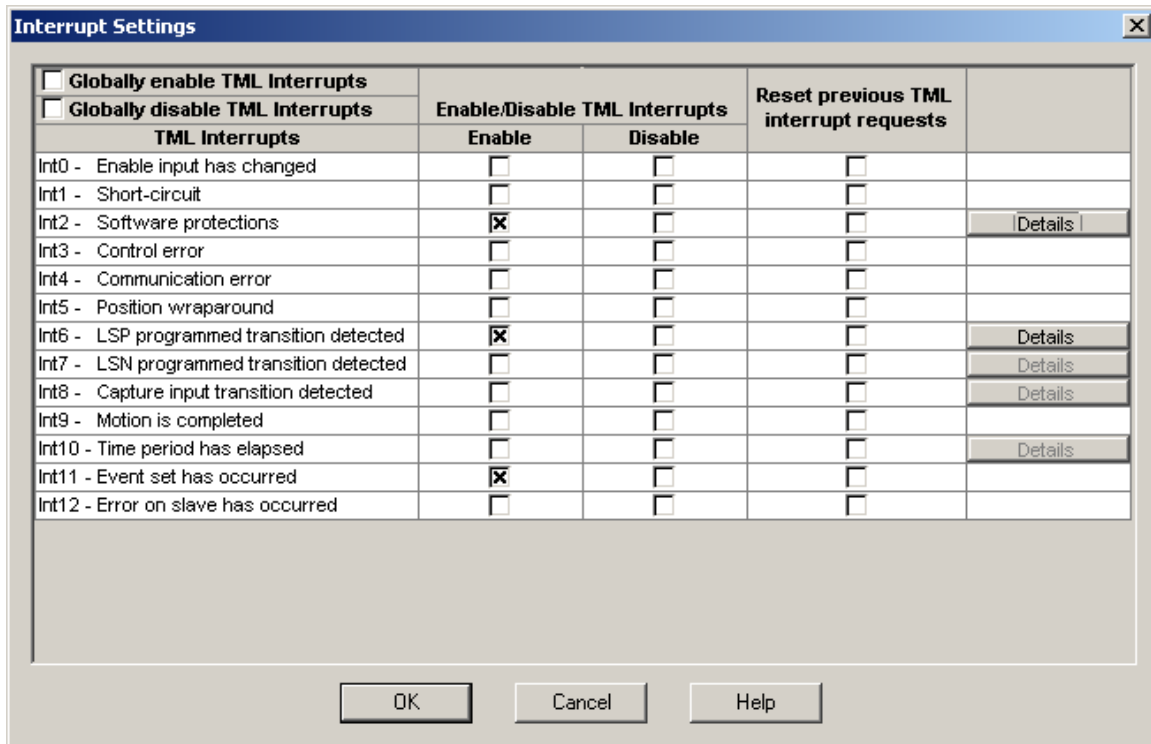 Interrupt Settings
Globally enable TML Interrupts
Globally disable TML Interrupts
Enable/Disable TML Interrupts
Reset previous TML
interrupt requests
TML Interrupts
Enable
Disable
Int0 - Enable input has changed
Int1 - Short-circuit
Int2 - Software protections
Details
Int3 - Control error
Int4 - Communication error
Int5 - Position wraparound
Int6 - LSP programmed transition detected
Details
Int7 - LSN programmed transition detected
Details
Int8 - Capture input transition detected
Details
Int9 - Motion is completed
Int10 - Time period has elapsed
Details
Int11 - Event set has occurred
Int12 - Error on slave has occurred
OK
Cancel
Help